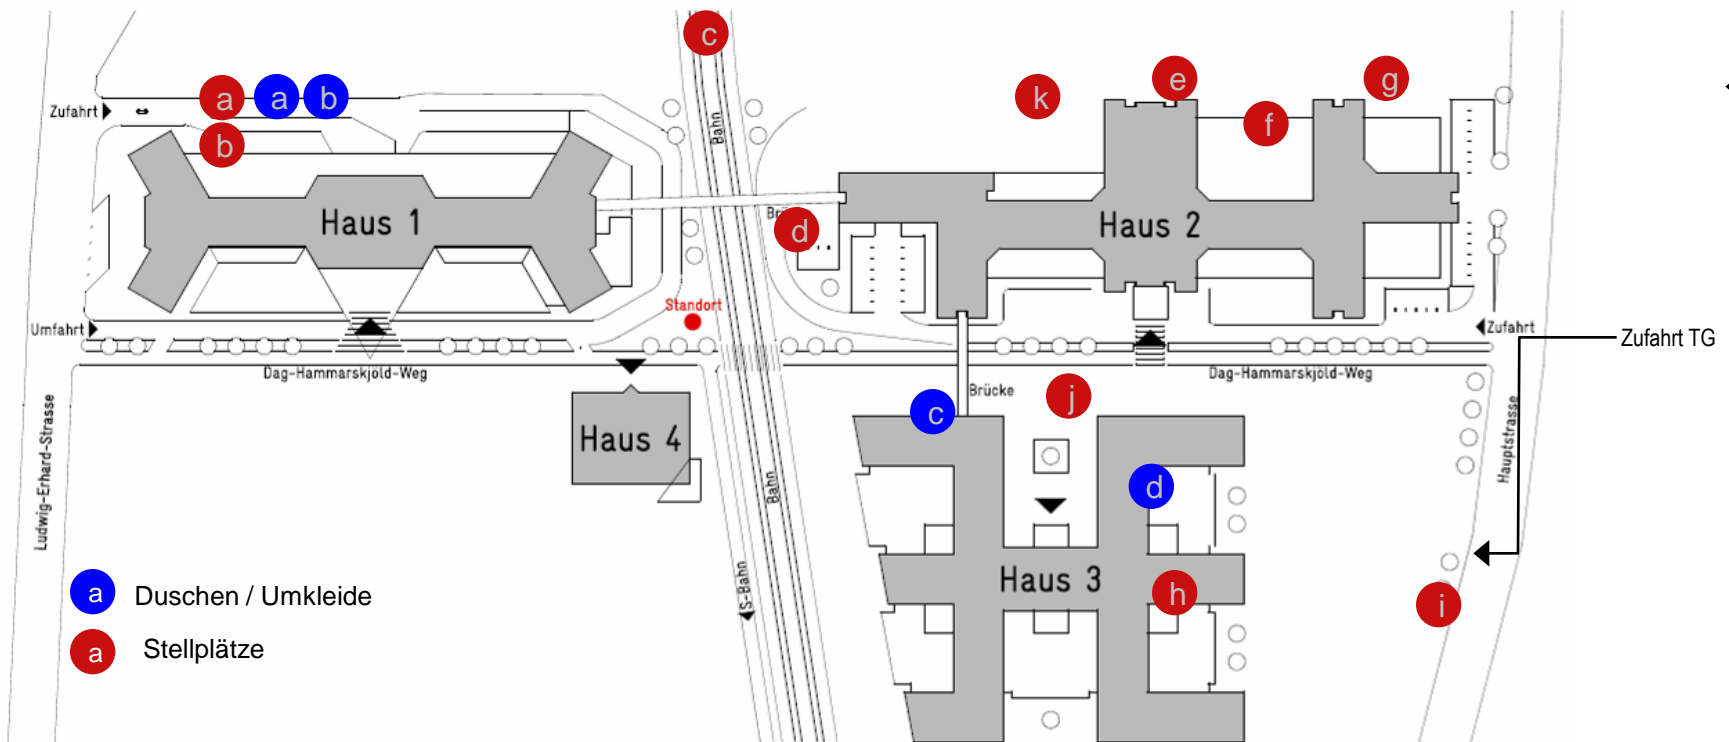 c
a a b
k e g
Zufahrt
f
b
Bahn
Haus 1
Brü
d
Haus 2
Standort
Umfahrt
Zufahrt
Zufahrt TG
Dag-Hammarskjöld-Weg
Dag-Hammarskjöld-Weg
Brücke
j
c
Ludwig-Erhard-Strasse
Haus 4
Hauptstrasse
Bahn
d
S-Bahn
Haus 3
h
i
a Duschen / Umkleide
a Stellplätze